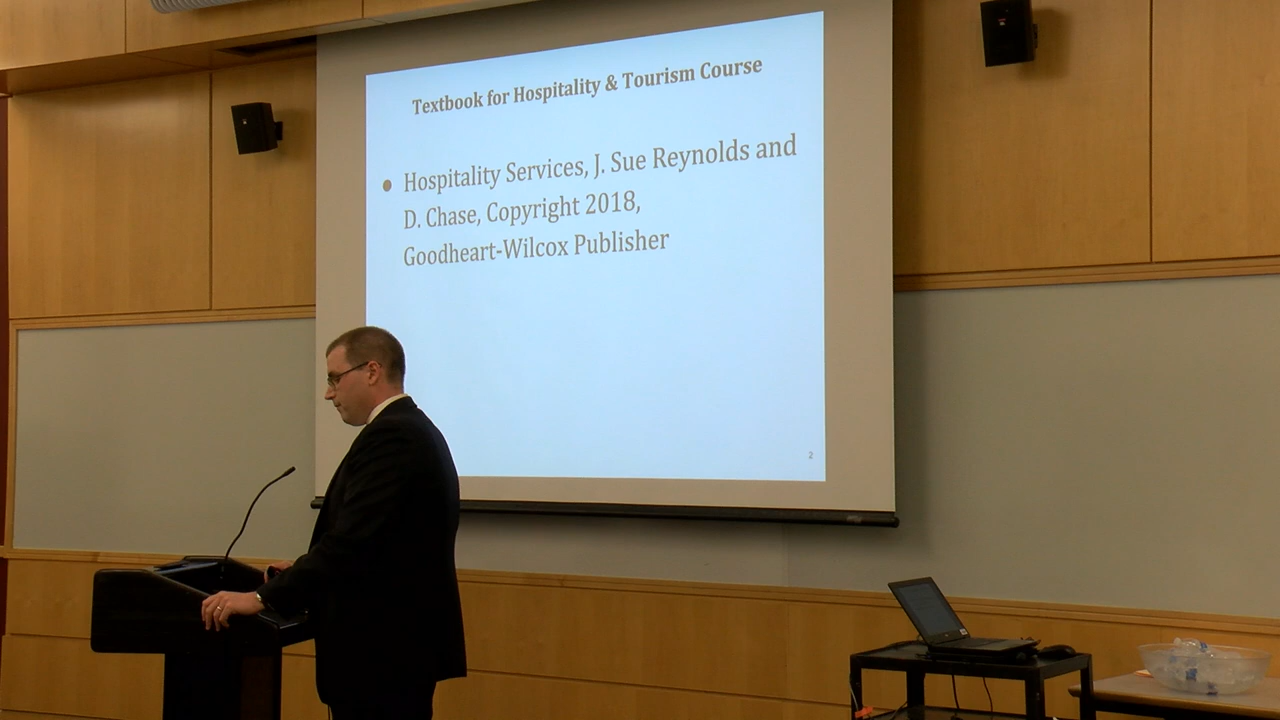 Textbook for Hospitality & Tourism Course
• Hospitality Services, J. Sue Reynolds and
D. Chase, Copyright 2018,
Goodheart-Wilcox Publisher
2